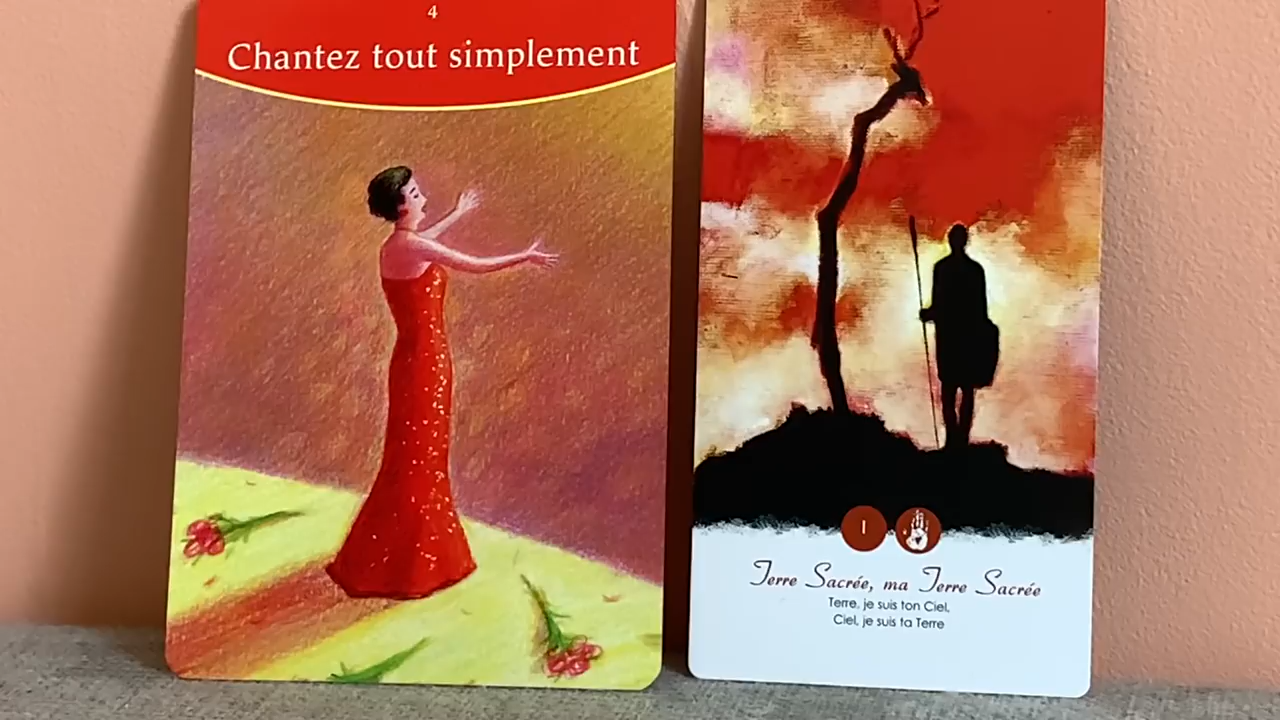 4
Chantez tout simplement
I
Terre Sacrée, ma Terre Sacrée
Terre, je suis ton Ciel,
Ciel, je suis ta Terre